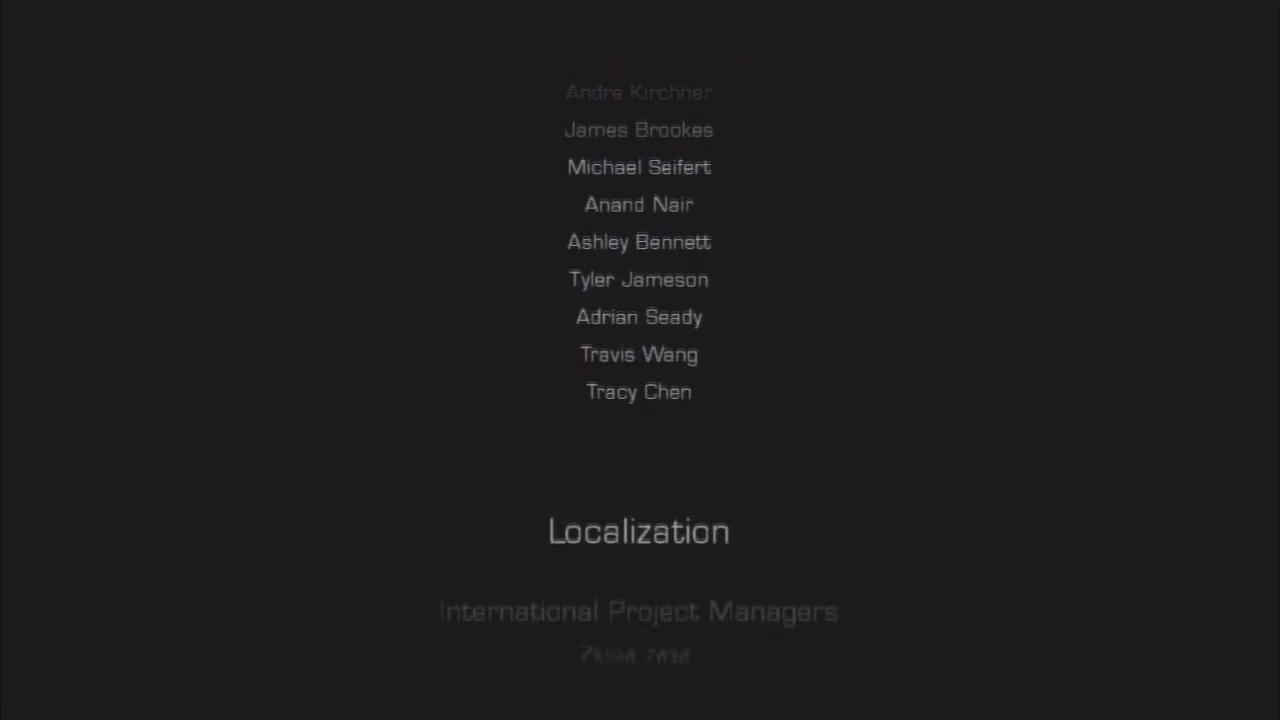 Andre Kirchner
James Brookes
Michael Seifert
Anand Nair
Ashley Bennett
Tyler Jameson
Adrian Seady
Travis Wang
Tracy Chen
Localization
International Project Managers